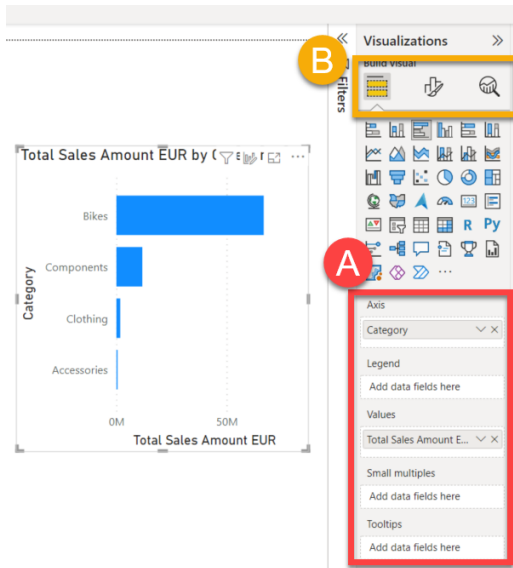 Visualizations
B
Build visual
Filters
Total Sales Amount EUR by
Bikes
Components
Clothing
Accessories
Category
0M
50M
Total Sales Amount EUR
123
R
Py
A
Axis
Category
Legend
Add data fields here
Values
Total Sales Amount E...
Small multiples
Add data fields here
Tooltips
Add data fields here